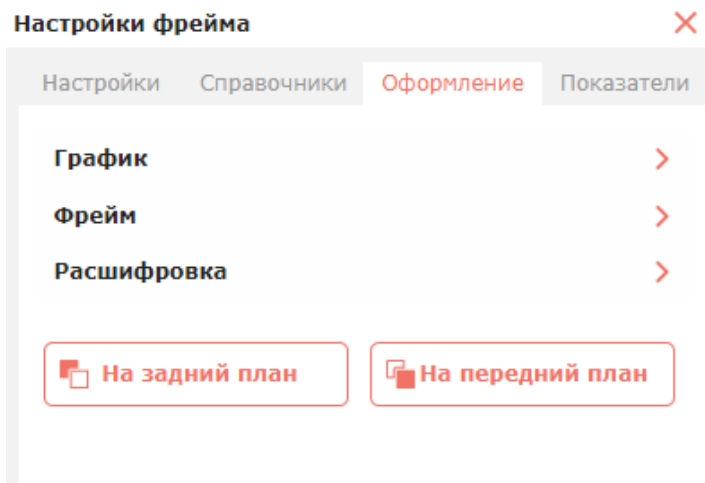 Настройки фрейма
Настройки Справочники Оформление Показатели
График
Фрейм
Расшифровка
На задний план На передний план